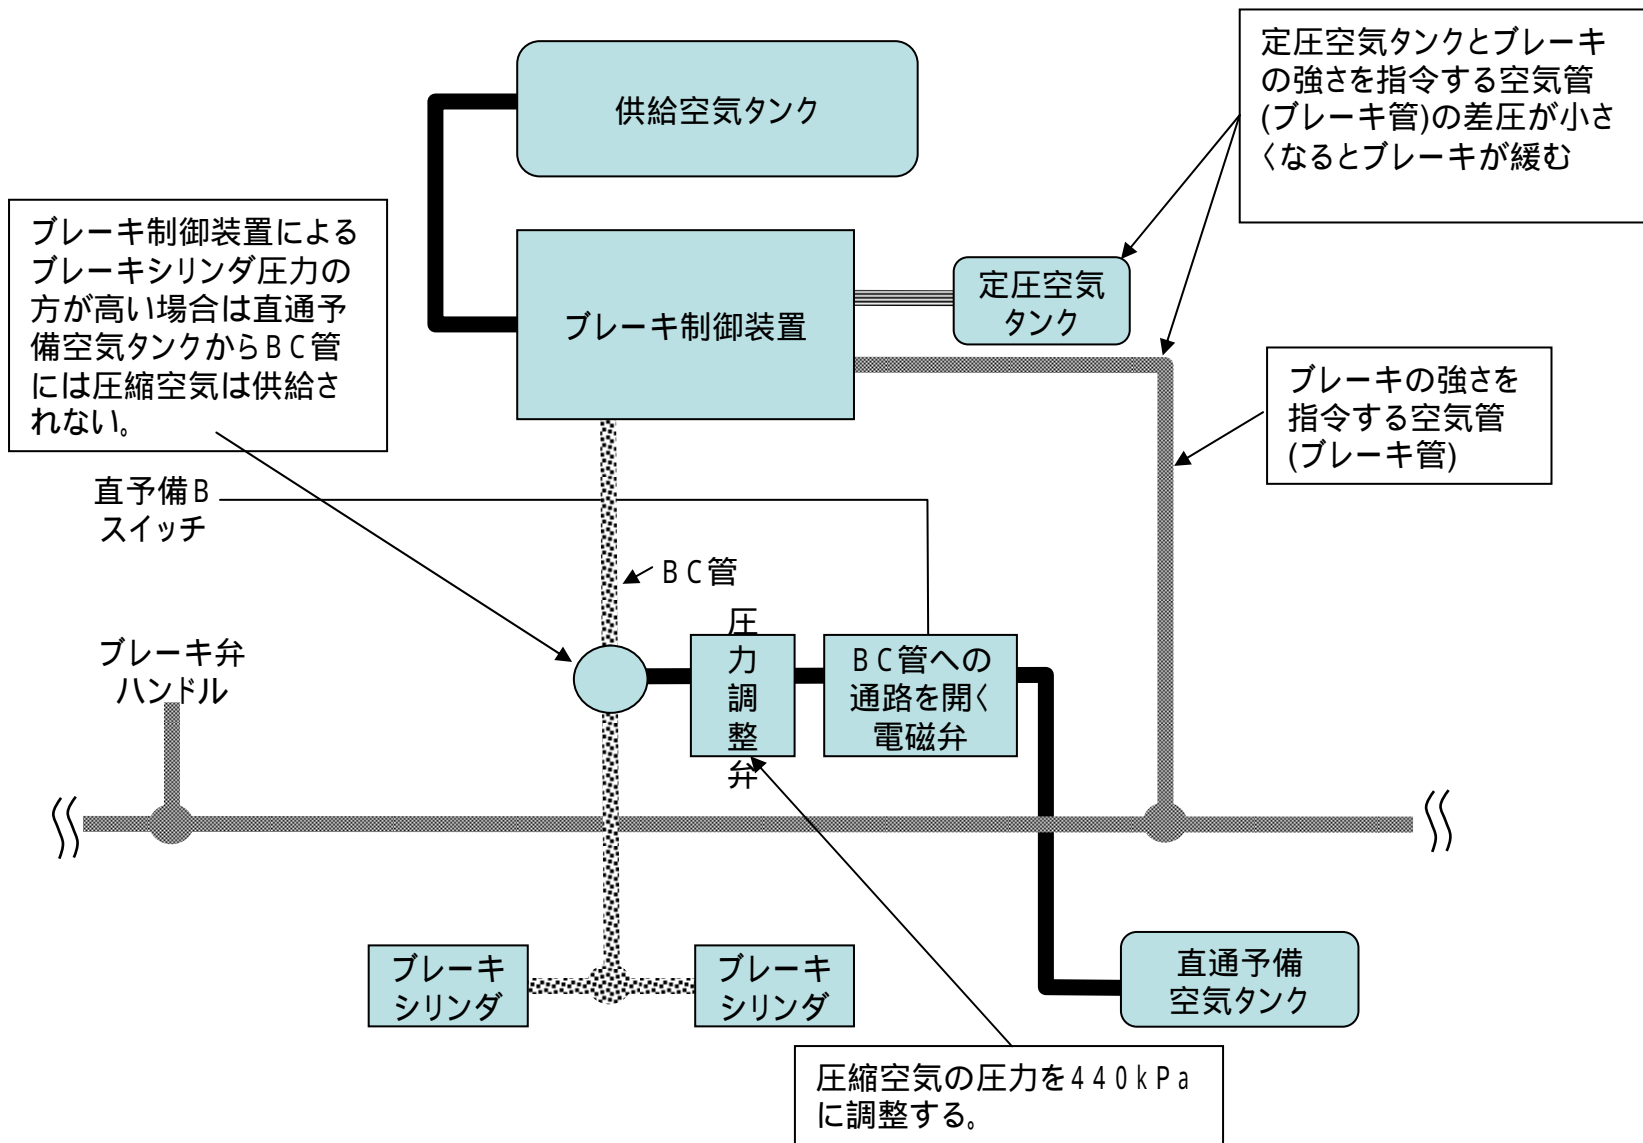 定圧空気タンクとブレーキ
の強さを指令する空気管
(ブレーキ管)の差圧が小さ
くなるとブレーキが緩む
供給空気タンク
ブレーキ制御装置による
ブレーキシリンダ圧力の
方が高い場合は直通予
備空気タンクからBC管
には圧縮空気は供給さ
れない。
ブレーキ制御装置
定圧空気
タンク
ブレーキの強さを
指令する空気管
(ブレーキ管)
直予備B
スイッチ
BC管
ブレーキ弁
ハンドル
圧
力
調
整
弁
BC管への
通路を開く
電磁弁
ブレーキ
シリンダ
ブレーキ
シリンダ
直通予備
空気タンク
圧縮空気の圧力を440kPa
に調整する。